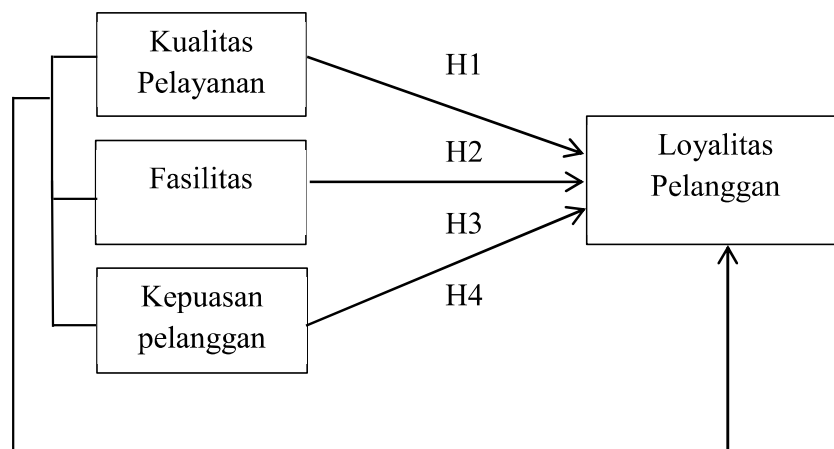 Kualitas
Pelayanan
H1
Loyalitas
Pelanggan
H2
Fasilitas
H3
Kepuasan
pelanggan
H4